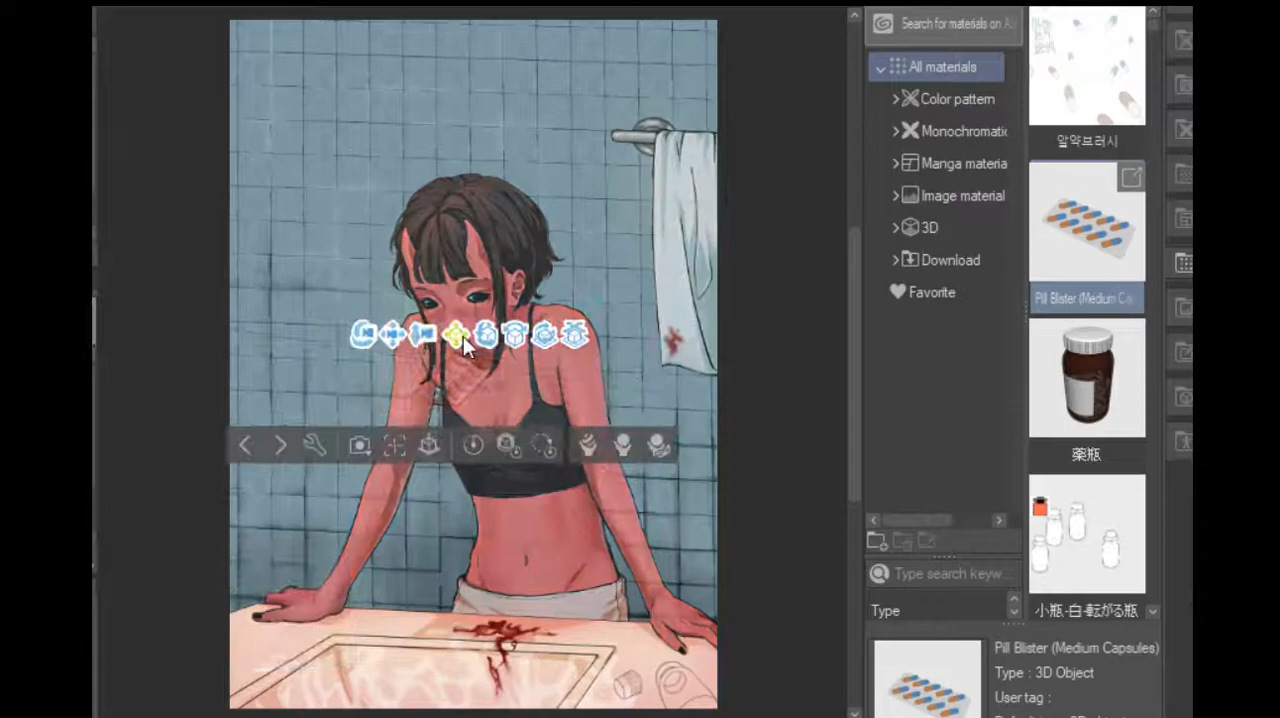 Search for materials on A
All materials
Color pattern
Monochromatic
Manga materia
Image material
3D
Download
Favorite
Type search keyw...
Type
알약브러시
Pill Blister (Medium Ca
薬瓶
小瓶-白-転がる瓶
Pill Blister (Medium Capsules)
Type : 3D Object
User tag :